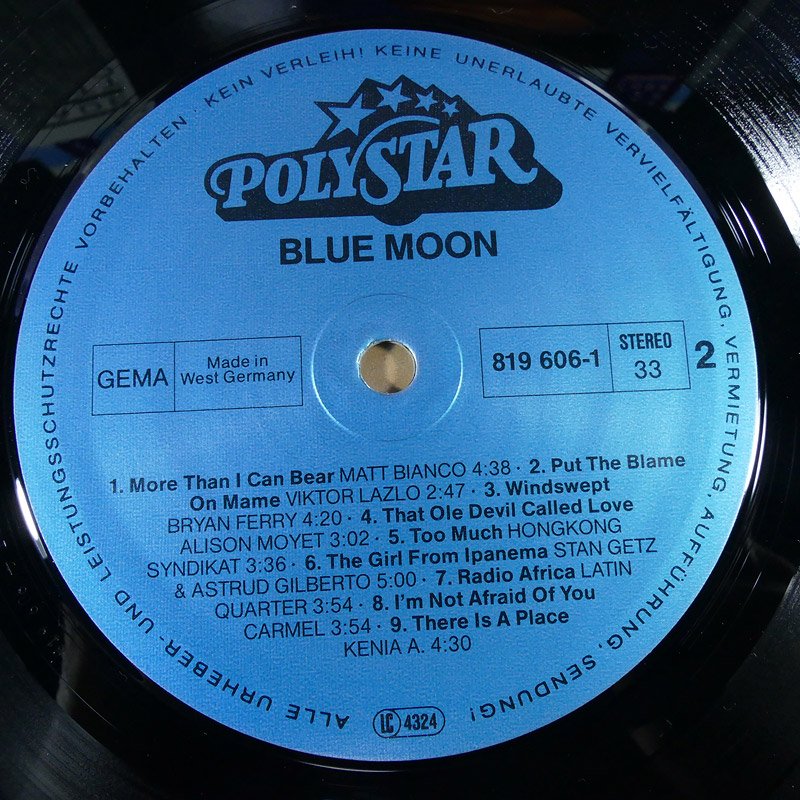 ALLE URHEBER- UND LEISTUNGSSCHUTZRECHTE VORBEHALTEN · KEIN VERLEIH! KEINE UNERLAUBTE VERVIELFÄLTIGUNG, VERMIETUNG, AUFFÜHRUNG, SENDUNG!
POLYSTAR
BLUE MOON
GEMA
Made in
West Germany
819 606-1
STEREO
33
2
1. More Than I Can Bear MATT BIANCO 4:38 · 2. Put The Blame
On Mame VIKTOR LAZLO 2:47 · 3. Windswept
BRYAN FERRY 4:20 · 4. That Ole Devil Called Love
ALISON MOYET 3:02 · 5. Too Much HONGKONG
SYNDIKAT 3:36 · 6. The Girl From Ipanema STAN GETZ
& ASTRUD GILBERTO 5:00 · 7. Radio Africa LATIN
QUARTER 3:54 · 8. I'm Not Afraid Of You
CARMEL 3:54 · 9. There Is A Place
KENIA A. 4:30
LC 4324